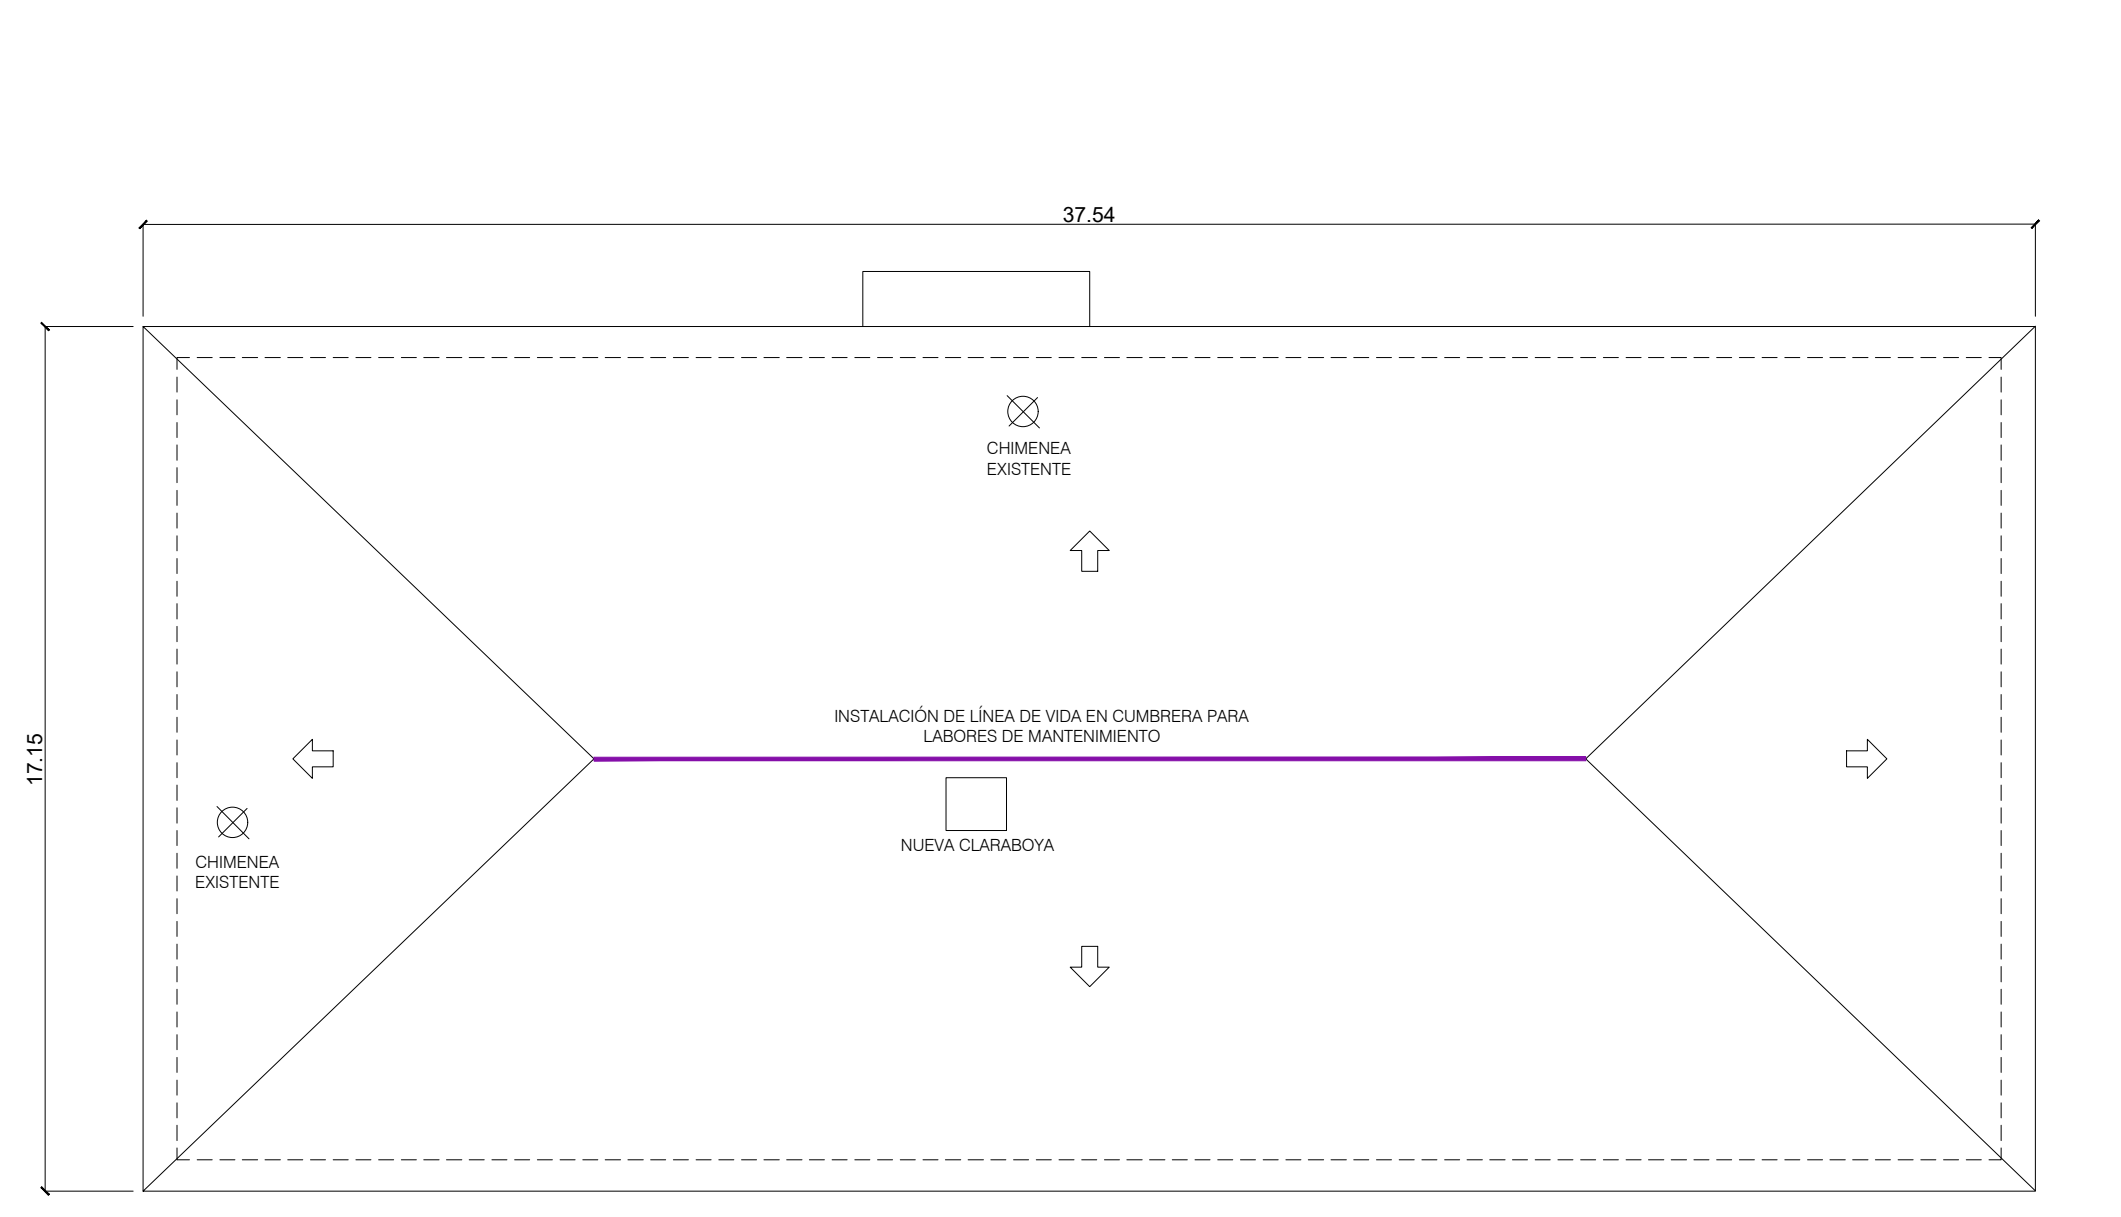 37.54
CHIMENEA
EXISTENTE
INSTALACIÓN DE LÍNEA DE VIDA EN CUMBRERA PARA
LABORES DE MANTENIMIENTO
17.15
NUEVA CLARABOYA
CHIMENEA
EXISTENTE